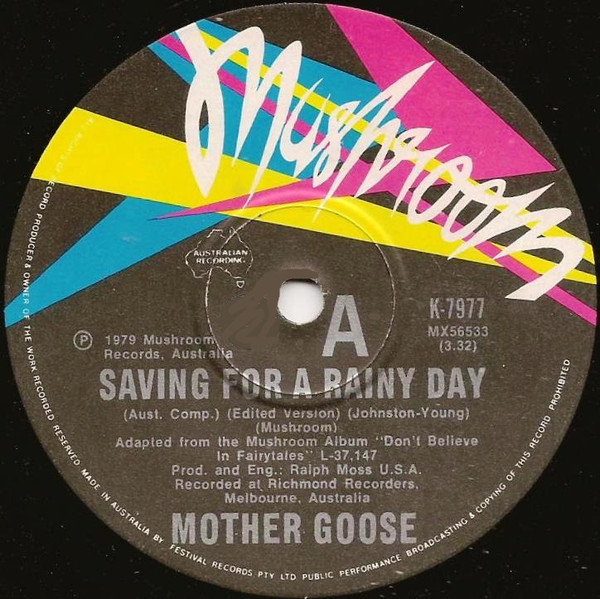 Mushroom
AUSTRALIAN
RECORDING
A
K-7977
MX56533
(3.32)
Ⓟ 1979 Mushroom
Records, Australia
SAVING FOR A RAINY DAY
(Aust. Comp.) (Edited Version) (Johnston-Young)
(Mushroom)
Adapted from the Mushroom Album "Don't Believe
In Fairytales" L-37,147
Prod. and Eng.: Ralph Moss U.S.A.
Recorded at Richmond Recorders,
Melbourne, Australia
MOTHER GOOSE
ALL RIGHTS OF RECORD PRODUCER & OWNER OF THE WORK RECORDED RESERVED. MADE IN AUSTRALIA BY FESTIVAL RECORDS PTY LTD PUBLIC PERFORMANCE BROADCASTING & COPYING OF THIS RECORD PROHIBITED